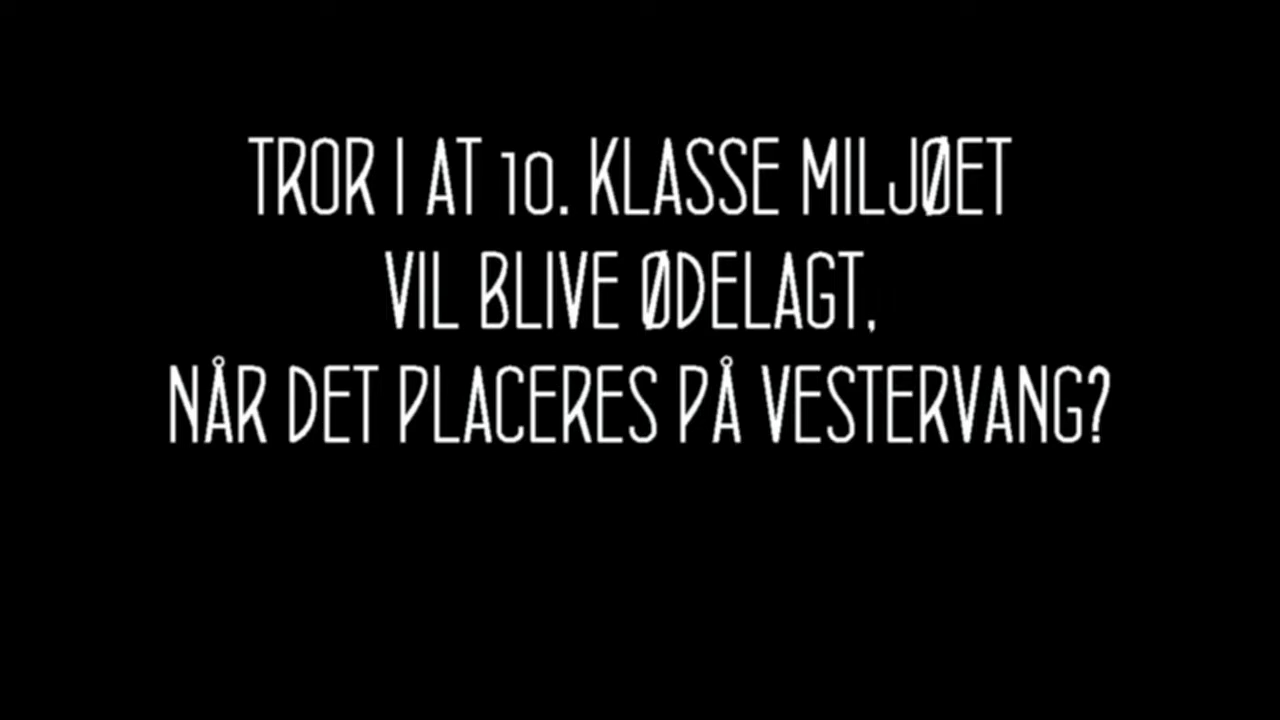 TROR I AT 10. KLASSE MILJØET
VIL BLIVE ØDELAGT,
NÅR DET PLACERES PÅ VESTERVANG?